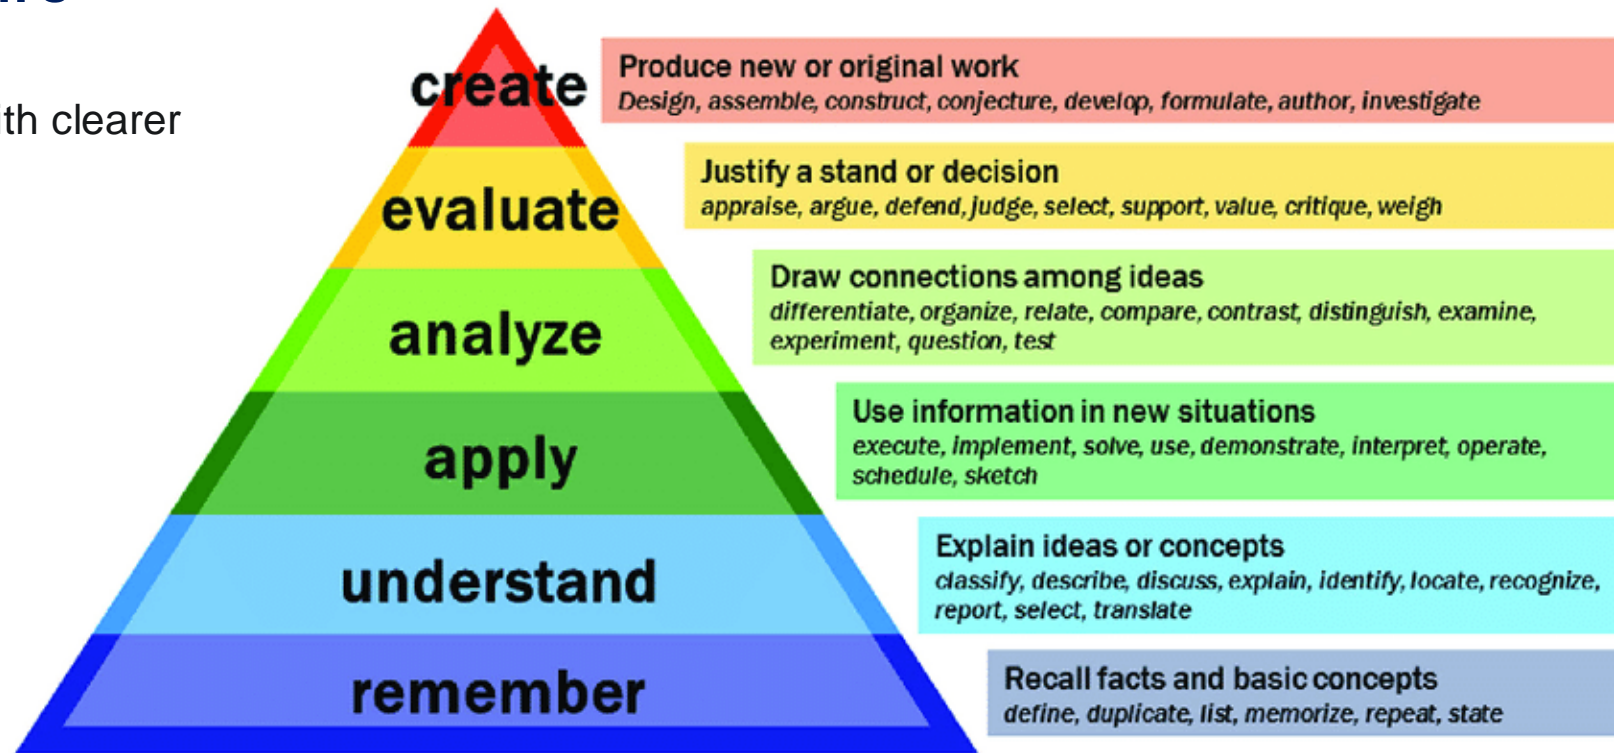 ith clearer
create
Produce new or original work
Design, assemble, construct, conjecture, develop, formulate, author, investigate
evaluate
Justify a stand or decision
appraise, argue, defend, judge, select, support, value, critique, weigh
analyze
Draw connections among ideas
differentiate, organize, relate, compare, contrast, distinguish, examine,
experiment, question, test
apply
Use information in new situations
execute, implement, solve, use, demonstrate, interpret, operate,
schedule, sketch
understand
Explain ideas or concepts
classify, describe, discuss, explain, identify, locate, recognize,
report, select, translate
remember
Recall facts and basic concepts
define, duplicate, list, memorize, repeat, state